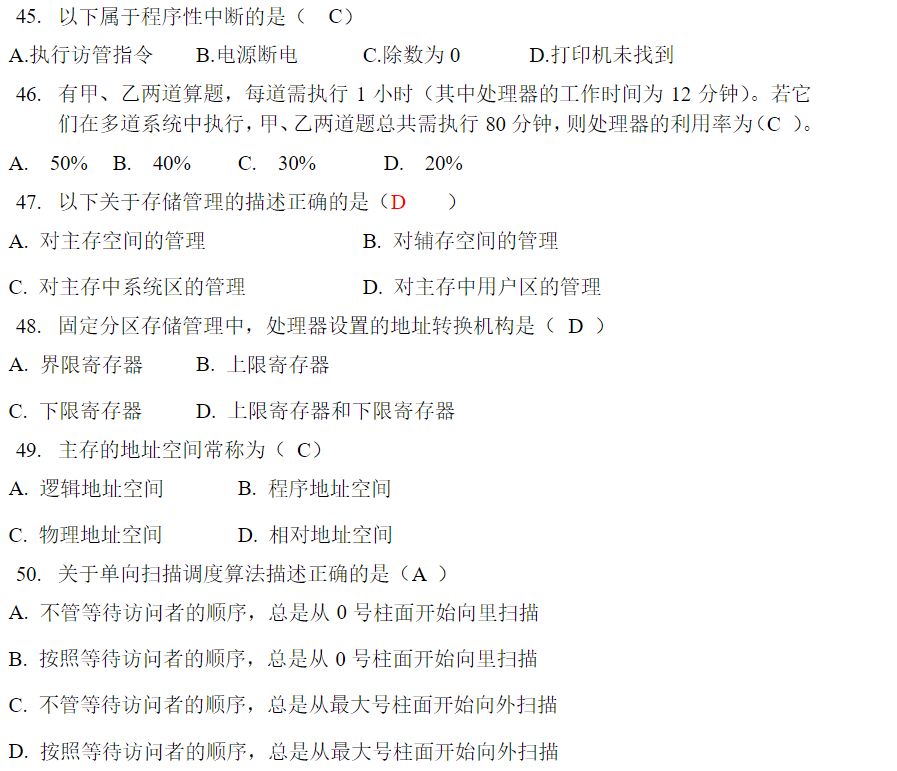 45. 以下属于程序性中断的是（ C）
A.执行访管指令 B.电源断电 C.除数为 0 D.打印机未找到
46. 有甲、乙两道算题，每道需执行 1 小时（其中处理器的工作时间为 12 分钟）。若它
们在多道系统中执行，甲、乙两道题总共需执行 80 分钟，则处理器的利用率为（C ）。
A. 50% B. 40% C. 30% D. 20%
47. 以下关于存储管理的描述正确的是（D ）
A. 对主存空间的管理 B. 对辅存空间的管理
C. 对主存中系统区的管理 D. 对主存中用户区的管理
48. 固定分区存储管理中，处理器设置的地址转换机构是（ D ）
A. 界限寄存器 B. 上限寄存器
C. 下限寄存器 D. 上限寄存器和下限寄存器
49. 主存的地址空间常称为（ C）
A. 逻辑地址空间 B. 程序地址空间
C. 物理地址空间 D. 相对地址空间
50. 关于单向扫描调度算法描述正确的是（A ）
A. 不管等待访问者的顺序，总是从 0 号柱面开始向里扫描
B. 按照等待访问者的顺序，总是从 0 号柱面开始向里扫描
C. 不管等待访问者的顺序，总是从最大号柱面开始向外扫描
D. 按照等待访问者的顺序，总是从最大号柱面开始向外扫描